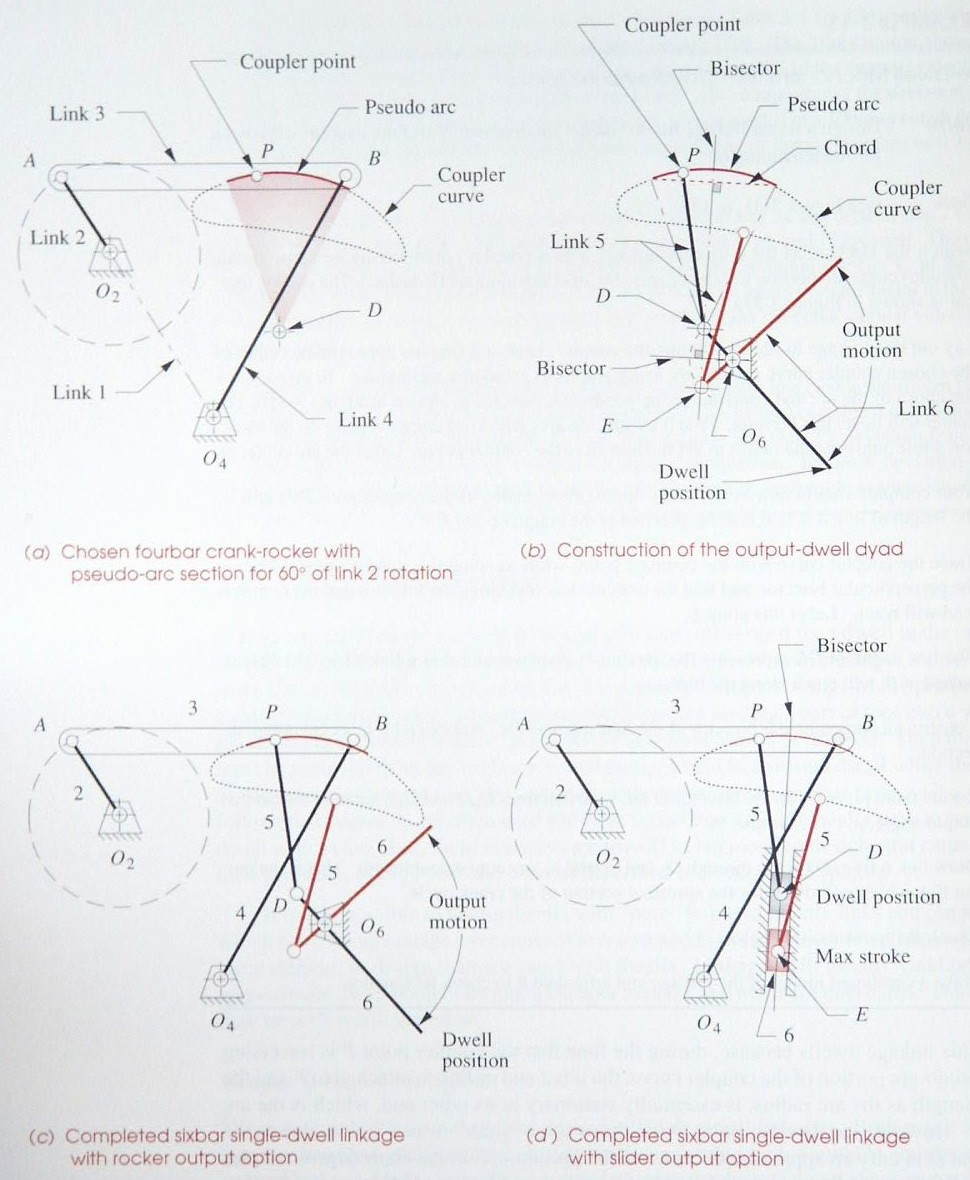 Coupler point
Link 3
Pseudo arc
A
P
B
Coupler
curve
Link 2
O2
D
Link 1
Link 4
O4
(a) Chosen fourbar crank-rocker with
pseudo-arc section for 60° of link 2 rotation
Coupler point
Bisector
Pseudo arc
Chord
P
Coupler
curve
Link 5
D
Output
motion
Bisector
Link 6
E
O6
Dwell
position
(b) Construction of the output-dwell dyad
3
A
P
B
2
5
6
O2
D
5
Output
motion
O6
4
6
O4
Dwell
position
(c) Completed sixbar single-dwell linkage
with rocker output option
Bisector
3
A
P
B
2
5
5
D
O2
Dwell position
4
Max stroke
E
O4
6
(d) Completed sixbar single-dwell linkage
with slider output option